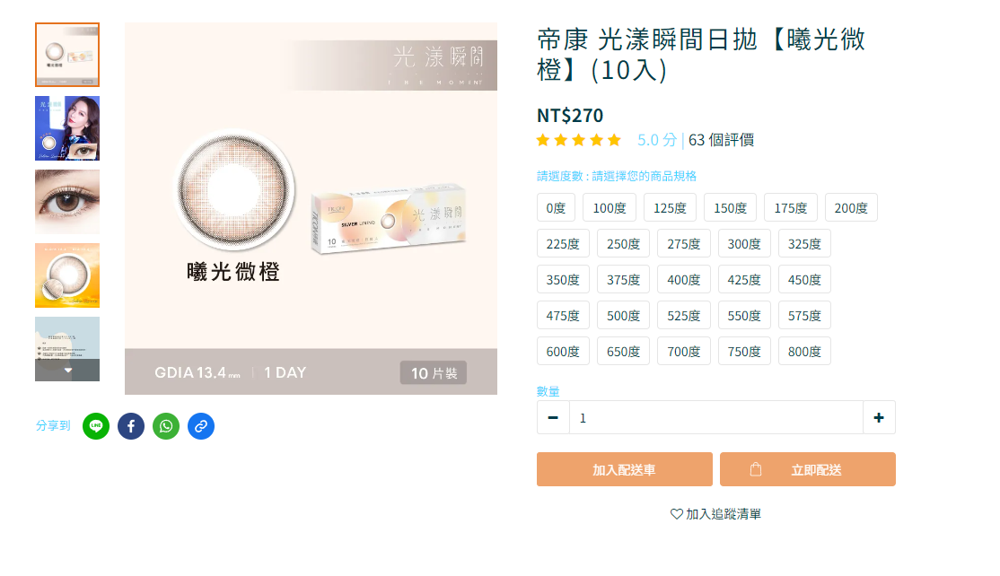 光漾瞬間
THE MOMENT
曦光微橙
SILVER LINING
光漾瞬間
10
GDIA 13.4mm | 1 DAY
10 片裝
分享到
LINE
帝康 光漾瞬間日拋【曦光微
橙】(10入)
NT$270
5.0 分 | 63 個評價
請選度數 : 請選擇您的商品規格
0度 100度 125度 150度 175度 200度
225度 250度 275度 300度 325度
350度 375度 400度 425度 450度
475度 500度 525度 550度 575度
600度 650度 700度 750度 800度
數量
1
加入配送車 立即配送
加入追蹤清單